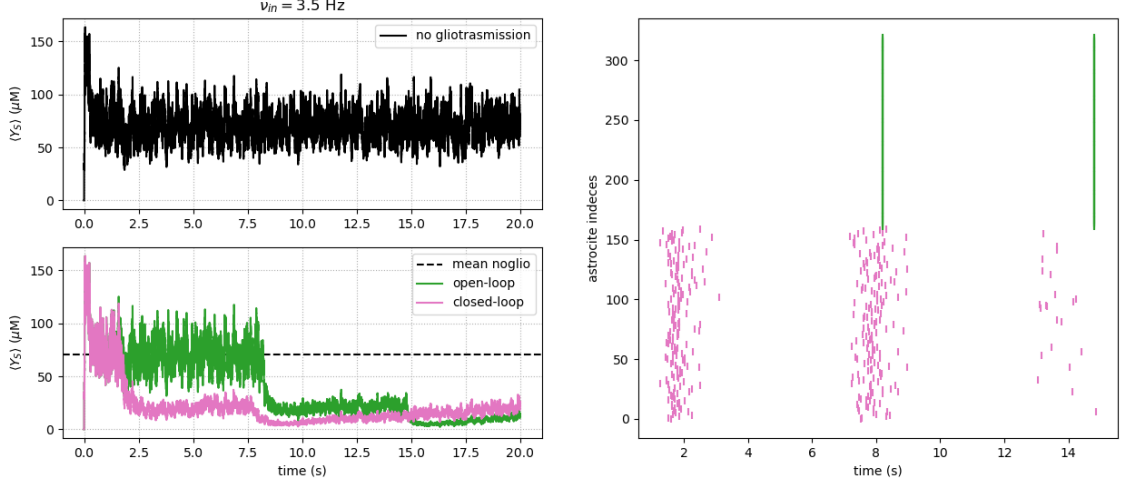 ν_in = 3.5 Hz
150
100
50
0
⟨Y_S⟩ (μM)
no gliotrasmission
0.0 2.5 5.0 7.5 10.0 12.5 15.0 17.5 20.0
150
100
50
0
⟨Y_S⟩ (μM)
mean noglio
open-loop
closed-loop
0.0 2.5 5.0 7.5 10.0 12.5 15.0 17.5 20.0
time (s)
300
250
200
150
100
50
0
astrocite indeces
2 4 6 8 10 12 14
time (s)